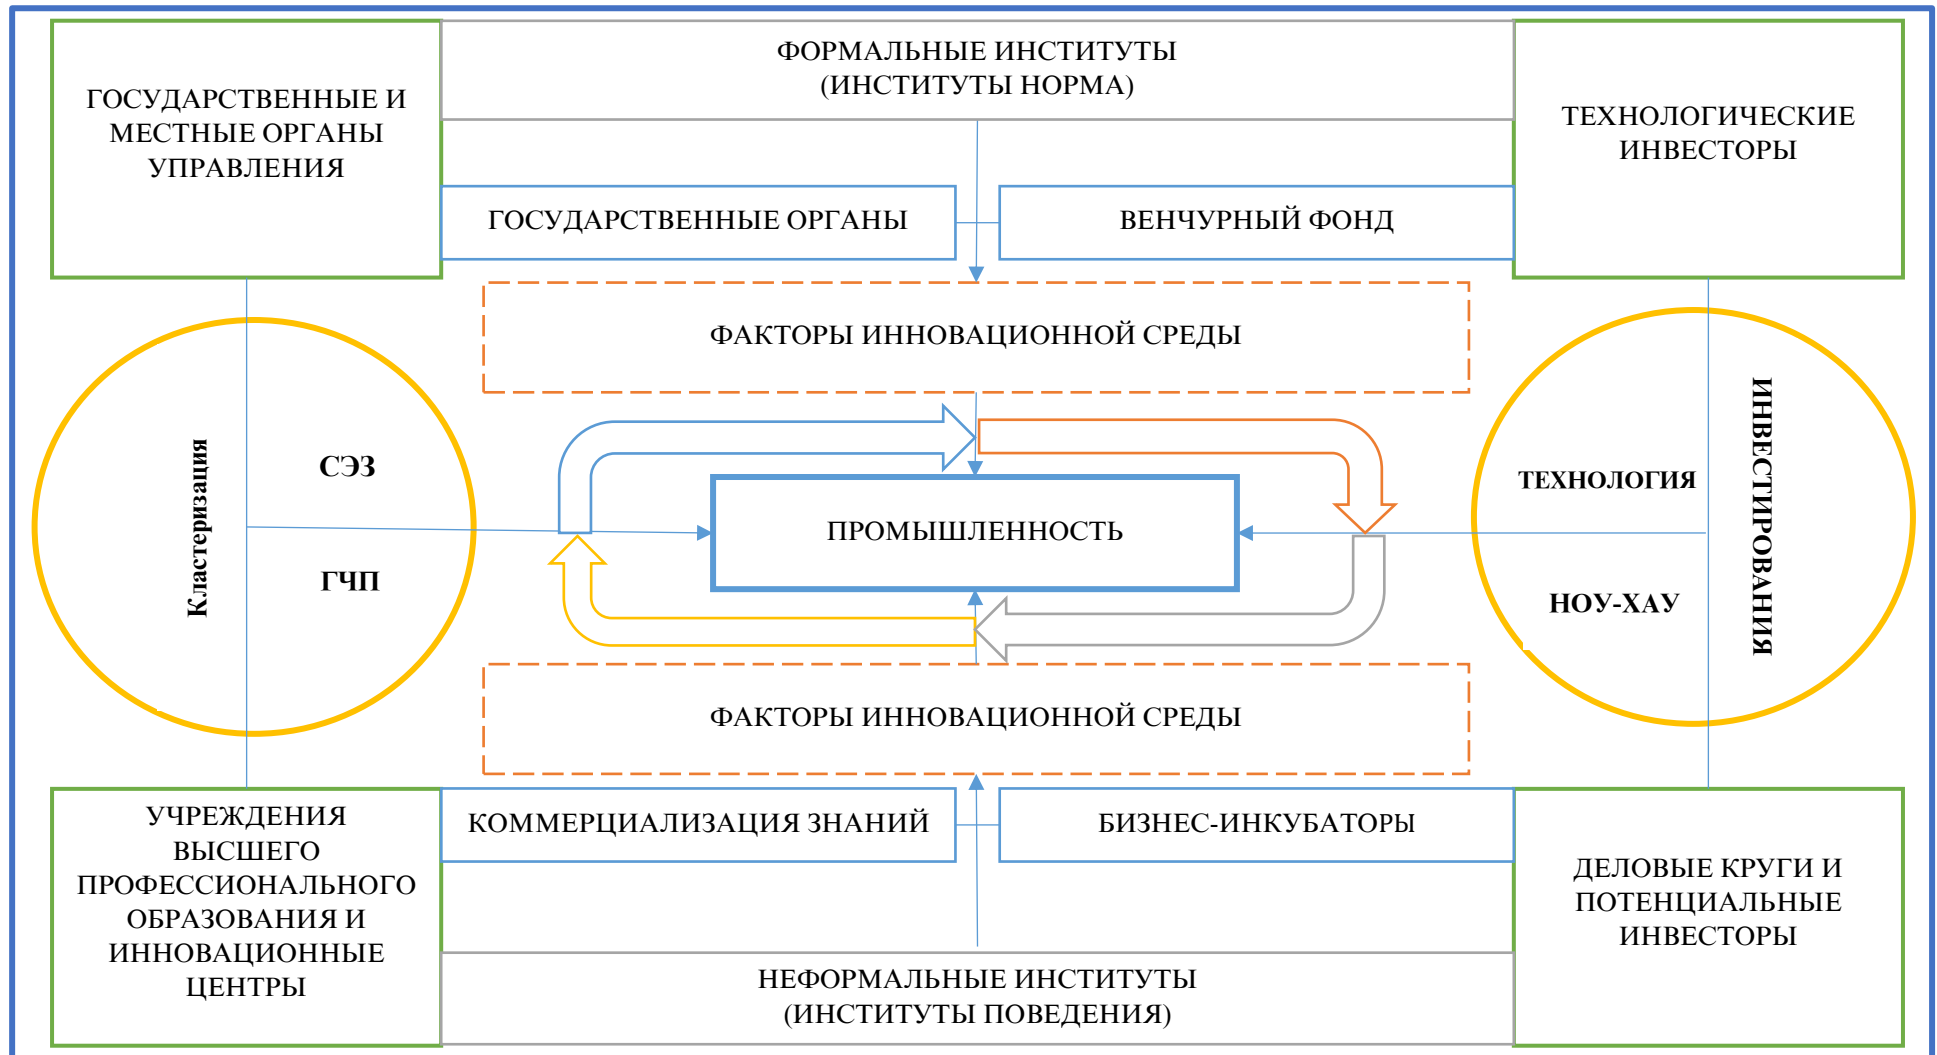 ФОРМАЛЬНЫЕ ИНСТИТУТЫ
(ИНСТИТУТЫ НОРМА)
ГОСУДАРСТВЕННЫЕ И
МЕСТНЫЕ ОРГАНЫ
УПРАВЛЕНИЯ
ТЕХНОЛОГИЧЕСКИЕ
ИНВЕСТОРЫ
ГОСУДАРСТВЕННЫЕ ОРГАНЫ
ВЕНЧУРНЫЙ ФОНД
ФАКТОРЫ ИННОВАЦИОННОЙ СРЕДЫ
Кластеризация
СЭЗ
ГЧП
ПРОМЫШЛЕННОСТЬ
ТЕХНОЛОГИЯ
НОУ-ХАУ
ИНВЕСТИРОВАНИЯ
ФАКТОРЫ ИННОВАЦИОННОЙ СРЕДЫ
КОММЕРЦИАЛИЗАЦИЯ ЗНАНИЙ
БИЗНЕС-ИНКУБАТОРЫ
УЧРЕЖДЕНИЯ
ВЫСШЕГО
ПРОФЕССИОНАЛЬНОГО
ОБРАЗОВАНИЯ И
ИННОВАЦИОННЫЕ
ЦЕНТРЫ
ДЕЛОВЫЕ КРУГИ И
ПОТЕНЦИАЛЬНЫЕ
ИНВЕСТОРЫ
НЕФОРМАЛЬНЫЕ ИНСТИТУТЫ
(ИНСТИТУТЫ ПОВЕДЕНИЯ)